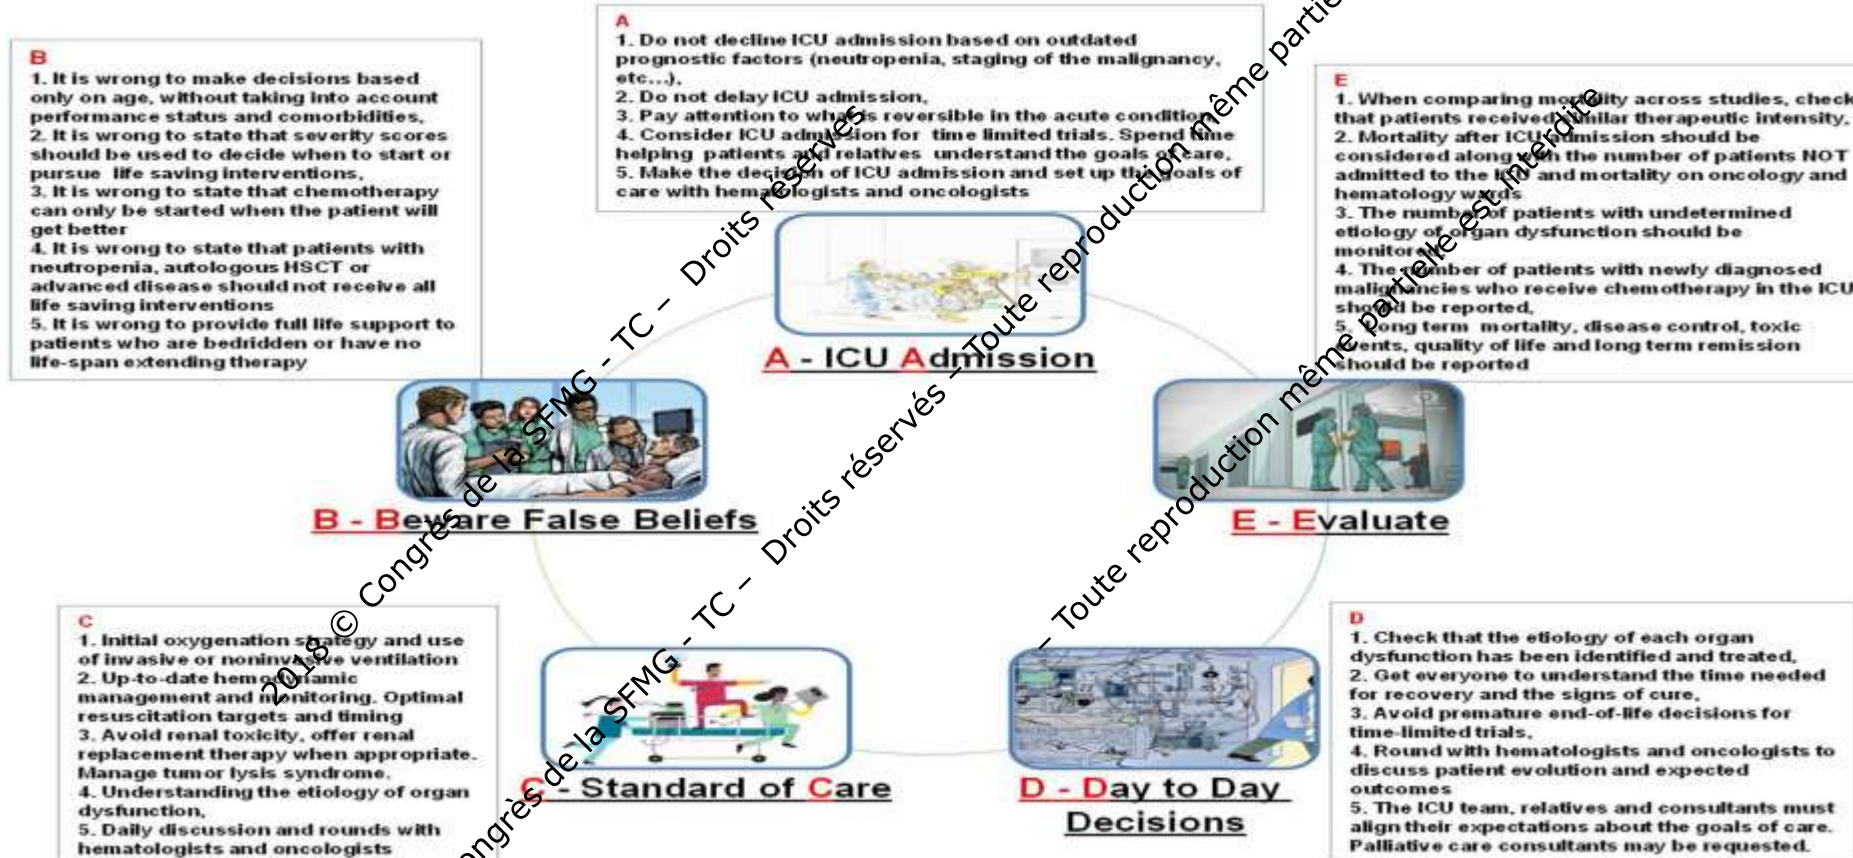 A
1. Do not decline ICU admission based on outdated
prognostic factors (neutropenia, staging of the malignancy,
etc...),
2. Do not delay ICU admission,
3. Pay attention to what is reversible in the acute condition
4. Consider ICU admission for time limited trials. Spend time
helping patients and relatives understand the goals of care,
5. Make the decision of ICU admission and set up the goals of
care with hematologists and oncologists
A - ICU Admission
B
1. It is wrong to make decisions based
only on age, without taking into account
performance status and comorbidities,
2. It is wrong to state that severity scores
should be used to decide when to start or
pursue life saving interventions,
3. It is wrong to state that chemotherapy
can only be started when the patient will
get better
4. It is wrong to state that patients with
neutropenia, autologous HSCT or
advanced disease should not receive all
life saving interventions
5. It is wrong to provide full life support to
patients who are bedridden or have no
life-span extending therapy
B - Beware False Beliefs
C
1. Initial oxygenation strategy and use
of invasive or noninvasive ventilation
2. Up-to-date hemodynamic
management and monitoring. Optimal
resuscitation targets and timing
3. Avoid renal toxicity, offer renal
replacement therapy when appropriate.
Manage tumor lysis syndrome.
4. Understanding the etiology of organ
dysfunction,
5. Daily discussion and rounds with
hematologists and oncologists
C - Standard of Care
D
1. Check that the etiology of each organ
dysfunction has been identified and treated,
2. Get everyone to understand the time needed
for recovery and the signs of cure,
3. Avoid premature end-of-life decisions for
time-limited trials,
4. Round with hematologists and oncologists to
discuss patient evolution and expected
outcomes
5. The ICU team, relatives and consultants must
align their expectations about the goals of care.
Palliative care consultants may be requested.
D - Day to Day
Decisions
E
1. When comparing mortality across studies, check
that patients received similar therapeutic intensity,
2. Mortality after ICU admission should be
considered along with the number of patients NOT
admitted to the ICU and mortality on oncology and
hematology wards
3. The number of patients with undetermined
etiology of organ dysfunction should be
monitored
4. The number of patients with newly diagnosed
malignancies who receive chemotherapy in the ICU
should be reported,
5. Long term mortality, disease control, toxic
events, quality of life and long term remission
should be reported
E - Evaluate
2018 © Congrès de la SFMG - TC – Droits réservés
Congrès de la SFMG - TC – Droits réservés – Toute reproduction même partie
– Toute reproduction même partielle est interdite